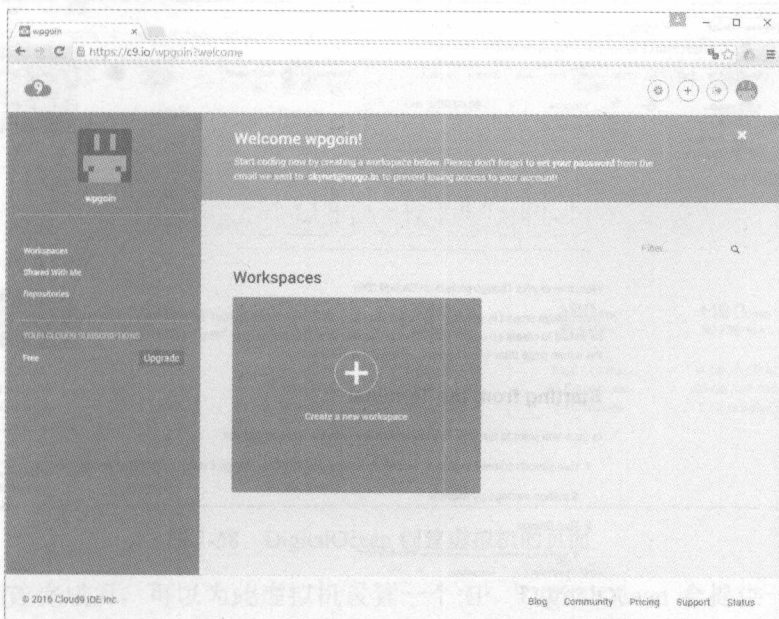 wpgoin
https://c9.io/wpgoin?welcome
9
Welcome wpgoin!
Start coding now by creating a workspace below. Please don't forget to set your password from the
email we sent to skynet@wpgo.in, to prevent losing access to your account!
wpgoin
Workspaces
Shared With Me
Repositories
YOUR CLOUD9 SUBSCRIPTIONS
Free
Upgrade
Filter
Workspaces
Create a new workspace
© 2016 Cloud9 IDE, Inc.
Blog Community Pricing Support Status